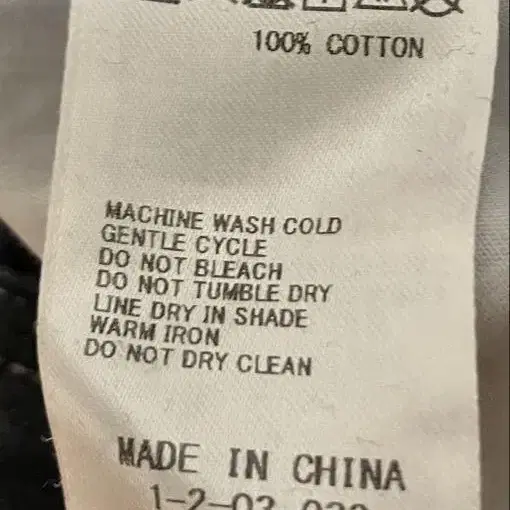 100% COTTON
MACHINE WASH COLD
GENTLE CYCLE
DO NOT BLEACH
DO NOT TUMBLE DRY
LINE DRY IN SHADE
WARM IRON
DO NOT DRY CLEAN
MADE IN CHINA